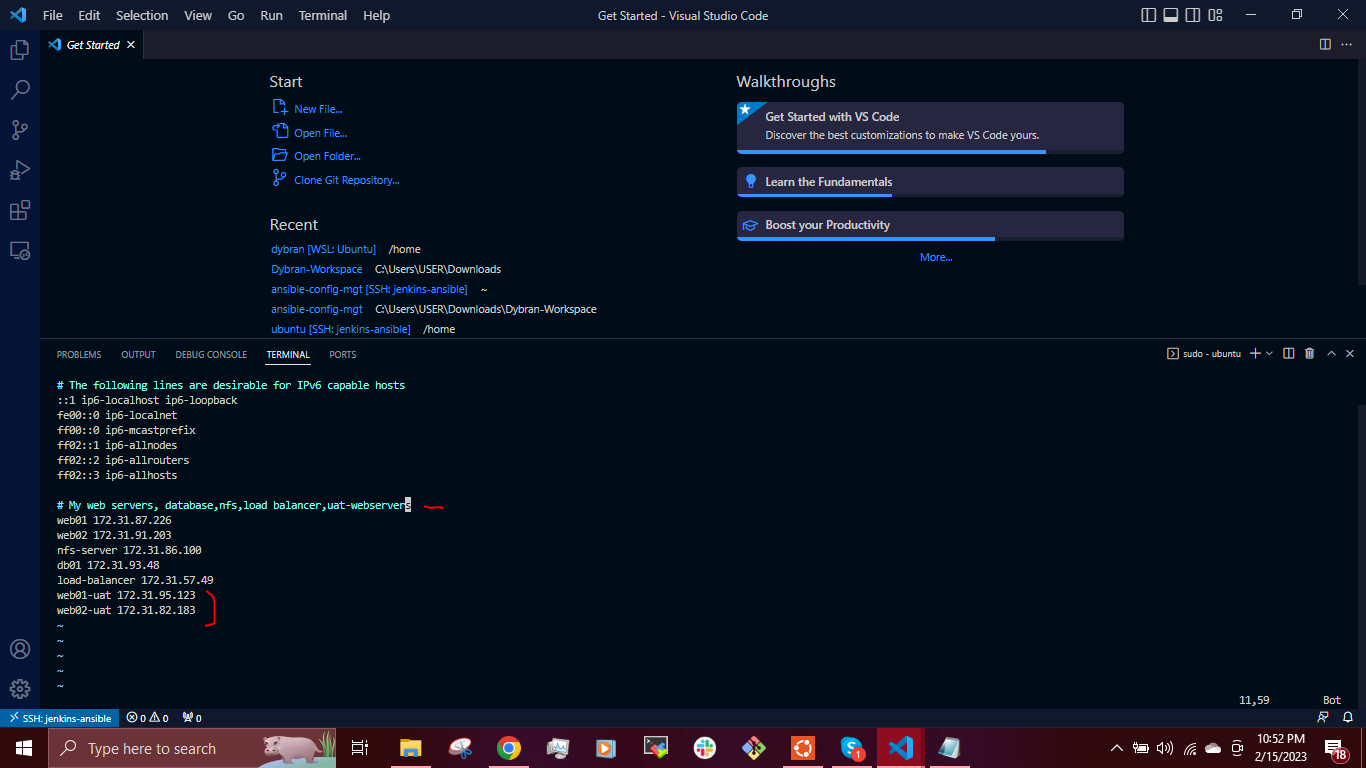 File Edit Selection View Go Run Terminal Help
Get Started - Visual Studio Code
Get Started
Start
New File...
Open File...
Open Folder...
Clone Git Repository...
Recent
dybran [WSL: Ubuntu] /home
Dybran-Workspace C:\Users\USER\Downloads
ansible-config-mgt [SSH: jenkins-ansible] ~
ansible-config-mgt C:\Users\USER\Downloads\Dybran-Workspace
ubuntu [SSH: jenkins-ansible] /home
Walkthroughs
Get Started with VS Code
Discover the best customizations to make VS Code yours.
Learn the Fundamentals
Boost your Productivity
More...
PROBLEMS OUTPUT DEBUG CONSOLE TERMINAL PORTS
sudo - ubuntu
# The following lines are desirable for IPv6 capable hosts
::1 ip6-localhost ip6-loopback
fe00::0 ip6-localnet
ff00::0 ip6-mcastprefix
ff02::1 ip6-allnodes
ff02::2 ip6-allrouters
ff02::3 ip6-allhosts
# My web servers, database,nfs,load balancer,uat-webservers
web01 172.31.87.226
web02 172.31.91.203
nfs-server 172.31.86.100
db01 172.31.93.48
load-balancer 172.31.57.49
web01-uat 172.31.95.123
web02-uat 172.31.82.183
~
~
~
~
~
11,59 Bot
SSH: jenkins-ansible 0 0 0
Type here to search
1
10:52 PM
2/15/2023
18